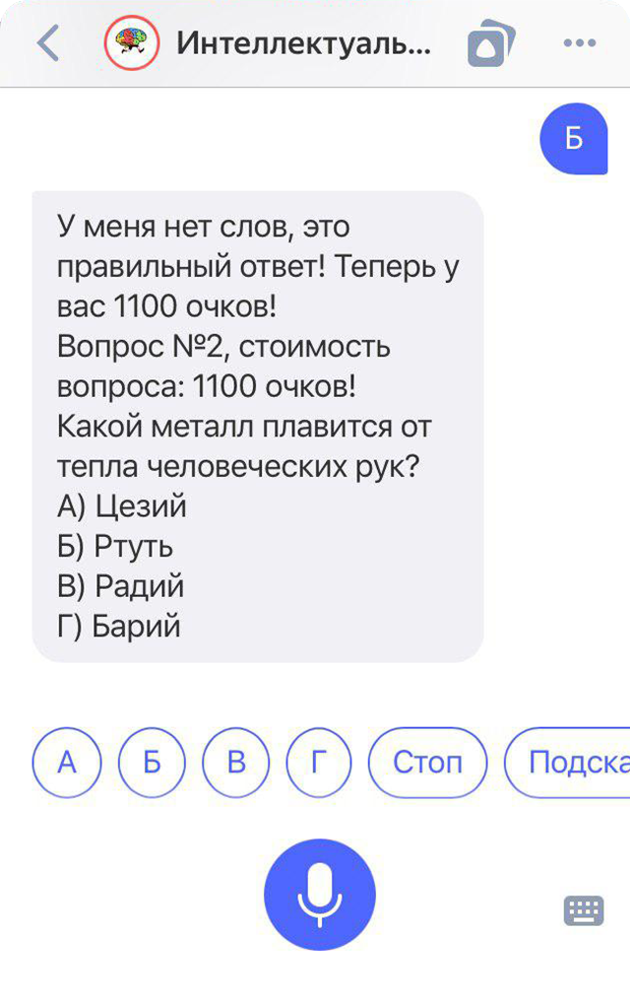 Интеллектуаль...
Б
У меня нет слов, это
правильный ответ! Теперь у
вас 1100 очков!
Вопрос №2, стоимость
вопроса: 1100 очков!
Какой металл плавится от
тепла человеческих рук?
А) Цезий
Б) Ртуть
В) Радий
Г) Барий
А Б В Г Стоп Подска